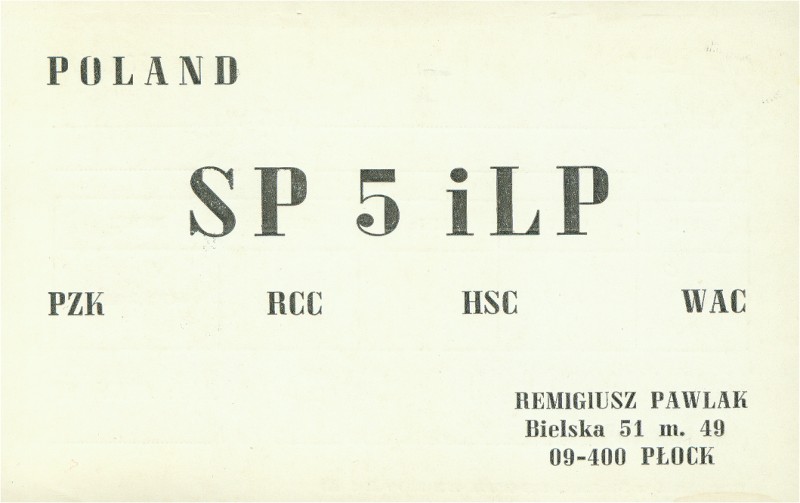 POLAND
SP 5 iLP
PZK RCC HSC WAC
REMIGIUSZ PAWLAK
Bielska 51 m. 49
09-400 PŁOCK